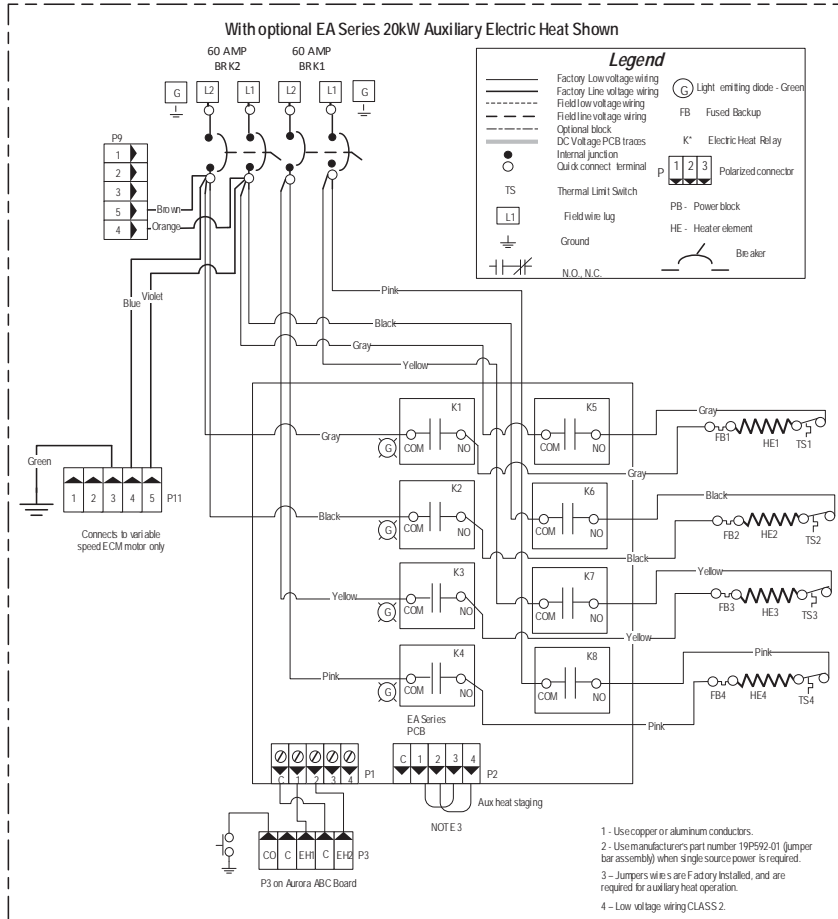 With optional EA Series 20kW Auxiliary Electric Heat Shown
60 AMP
BRK2
60 AMP
BRK1
G
L2
L1
L2
L1
G
P9
1
2
3
5
4
Brown
Orange
Legend
Factory Low voltage wiring
Factory Line voltage wiring
Field low voltage wiring
Field line voltage wiring
Optional block
DC Voltage PCB traces
Internal junction
Quick connect terminal
TS Thermal Limit Switch
L1 Field wire lug
Ground
N.O., N.C.
G Light emitting diode - Green
FB Fused Backup
K* Electric Heat Relay
P 1 2 3 Polarized connector
PB - Power block
HE - Heater element
Breaker
Blue
Violet
Pink
Black
Gray
Yellow
Green
1 2 3 4 5 P11
Connects to variable
speed ECM motor only
Gray
G
K1
COM
NO
K5
COM
NO
Gray
Gray
FB1
HE1
TS1
Black
G
K2
COM
NO
K6
COM
NO
Black
Black
FB2
HE2
TS2
Yellow
G
K3
COM
NO
K7
COM
NO
Yellow
Yellow
FB3
HE3
TS3
Pink
G
K4
COM
NO
K8
COM
NO
Pink
Pink
FB4
HE4
TS4
EA Series
PCB
C 1 2 3 4 P1
C 1 2 3 4 P2
Aux heat staging
NOTE 3
CO C EH1 C EH2 P3
P3 on Aurora ABC Board
1 - Use copper or aluminum conductors.
2 - Use manufacturer's part number 19P592-01 (jumper
bar assembly) when single source power is required.
3 – Jumpers wires are Factory Installed, and are
required for auxiliary heat operation.
4 – Low voltage wiring CLASS 2.